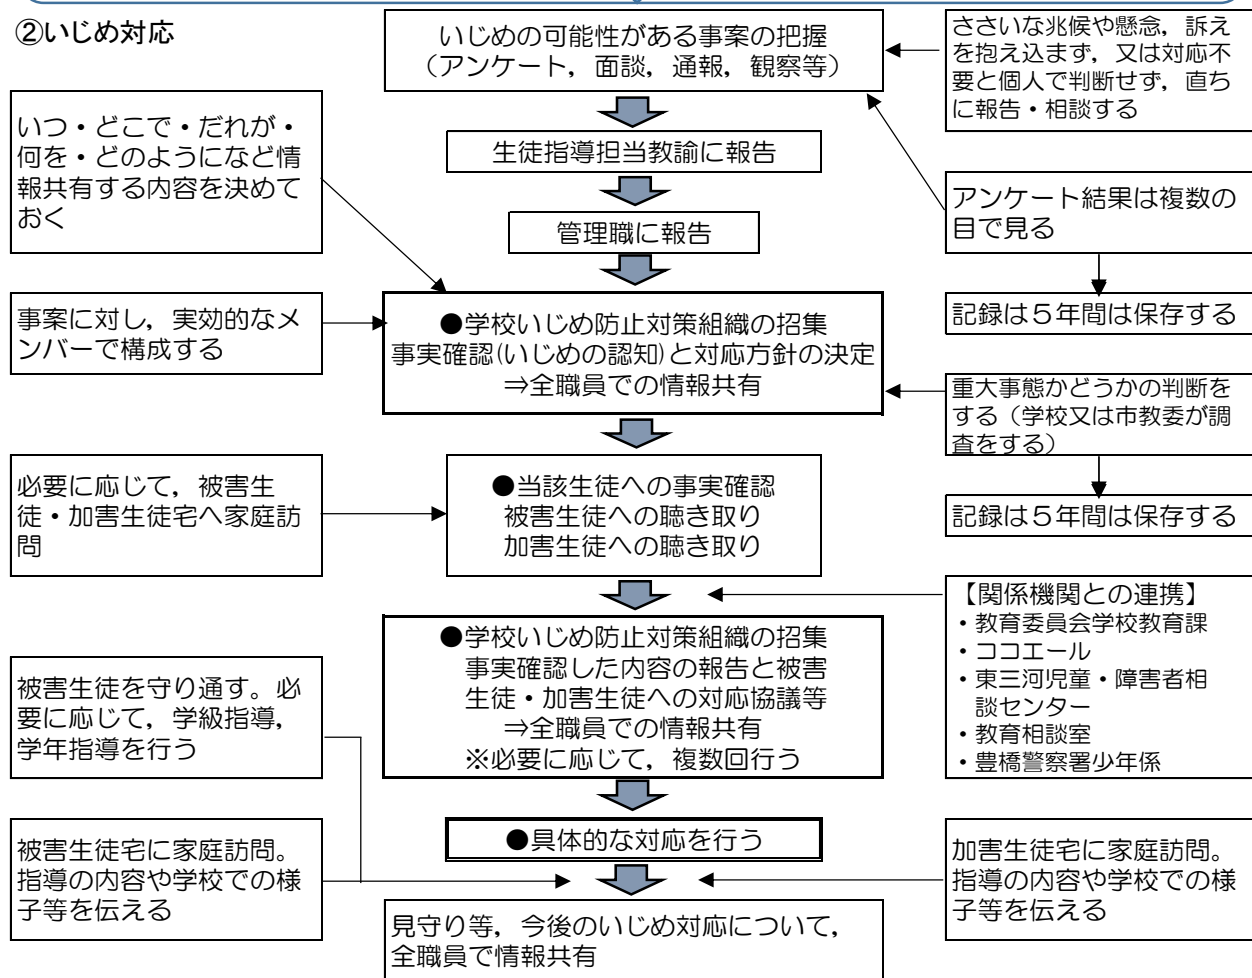 ②いじめ対応
いじめの可能性がある事案の把握
(アンケート，面談，通報，観察等)
ささいな兆候や懸念，訴え
を抱え込まず，又は対応不
要と個人で判断せず，直ち
に報告・相談する
いつ・どこで・だれが・
何を・どのようになど情
報共有する内容を決めて
おく
生徒指導担当教諭に報告
アンケート結果は複数の
目で見る
管理職に報告
記録は５年間は保存する
事案に対し，実効的なメ
ンバーで構成する
●学校いじめ防止対策組織の招集
事実確認(いじめの認知)と対応方針の決定
⇒全職員での情報共有
重大事態かどうかの判断を
する（学校又は市教委が調
査をする）
記録は５年間は保存する
必要に応じて，被害生
徒・加害生徒宅へ家庭訪
問
●当該生徒への事実確認
被害生徒への聴き取り
加害生徒への聴き取り
【関係機関との連携】
・教育委員会学校教育課
・ココエール
・東三河児童・障害者相
談センター
・教育相談室
・豊橋警察署少年係
●学校いじめ防止対策組織の招集
事実確認した内容の報告と被害
生徒・加害生徒への対応協議等
⇒全職員での情報共有
※必要に応じて，複数回行う
被害生徒を守り通す。必
要に応じて，学級指導，
学年指導を行う
●具体的な対応を行う
被害生徒宅に家庭訪問。
指導の内容や学校での様
子等を伝える
加害生徒宅に家庭訪問。
指導の内容や学校での様
子等を伝える
見守り等，今後のいじめ対応について，
全職員で情報共有